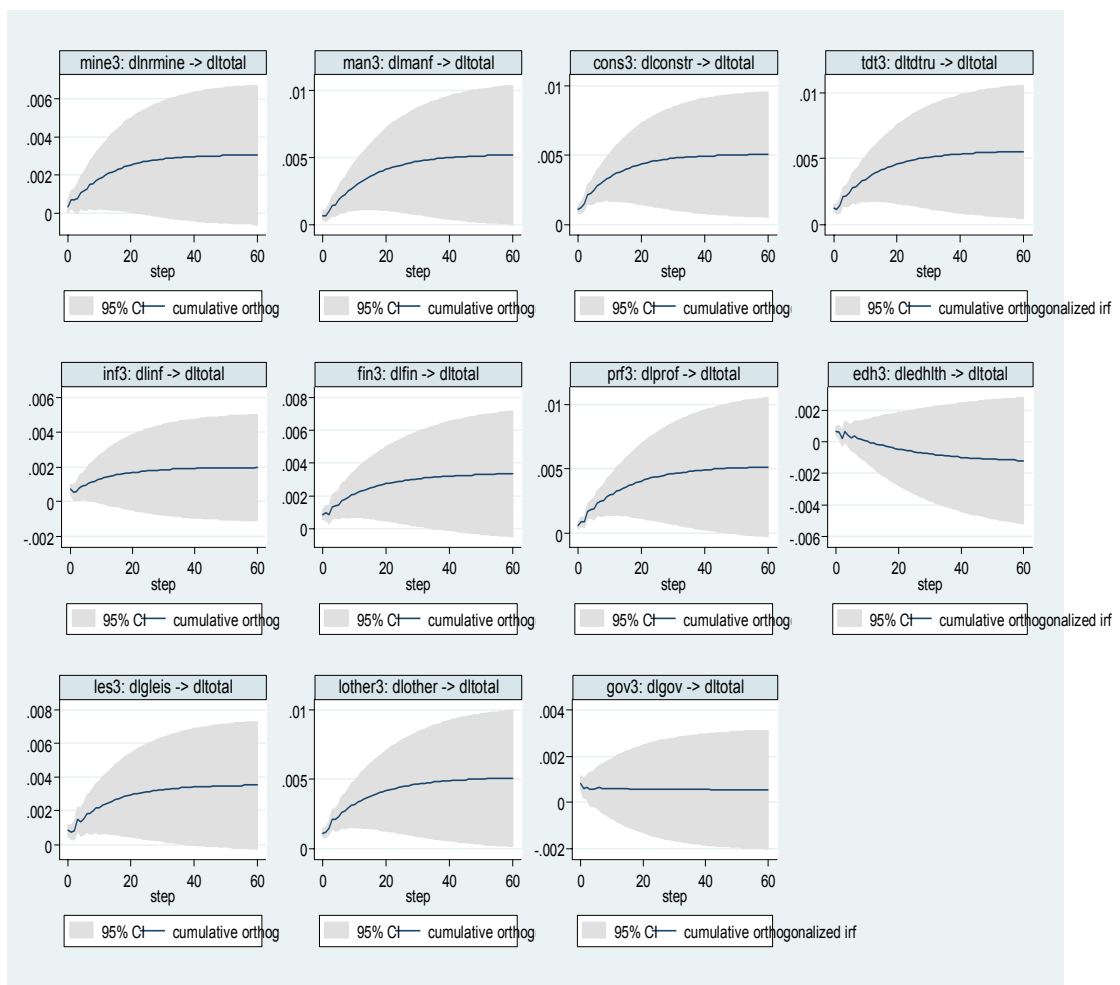 mine3: dlnrmine -> dltotal
.006
.004
.002
0
0 20 40 60
step
95% CI cumulative orthog
man3: dlmanf -> dltotal
.01
.005
0
0 20 40 60
step
95% CI cumulative orthog
cons3: dlconstr -> dltotal
.01
.005
0
0 20 40 60
step
95% CI cumulative orthog
tdt3: dltdtru -> dltotal
.01
.005
0
0 20 40 60
step
95% CI cumulative orthogonalized irf
inf3: dlinf -> dltotal
.006
.004
.002
0
-.002
0 20 40 60
step
95% CI cumulative orthog
fin3: dlfin -> dltotal
.008
.006
.004
.002
0
0 20 40 60
step
95% CI cumulative orthog
prf3: dlprof -> dltotal
.01
.005
0
0 20 40 60
step
95% CI cumulative orthog
edh3: dledhlth -> dltotal
.002
0
-.002
-.004
-.006
0 20 40 60
step
95% CI cumulative orthogonalized irf
les3: dlgleis -> dltotal
.008
.006
.004
.002
0
0 20 40 60
step
95% CI cumulative orthog
lother3: dlother -> dltotal
.01
.005
0
0 20 40 60
step
95% CI cumulative orthog
gov3: dlgov -> dltotal
.004
.002
0
-.002
0 20 40 60
step
95% CI cumulative orthogonalized irf